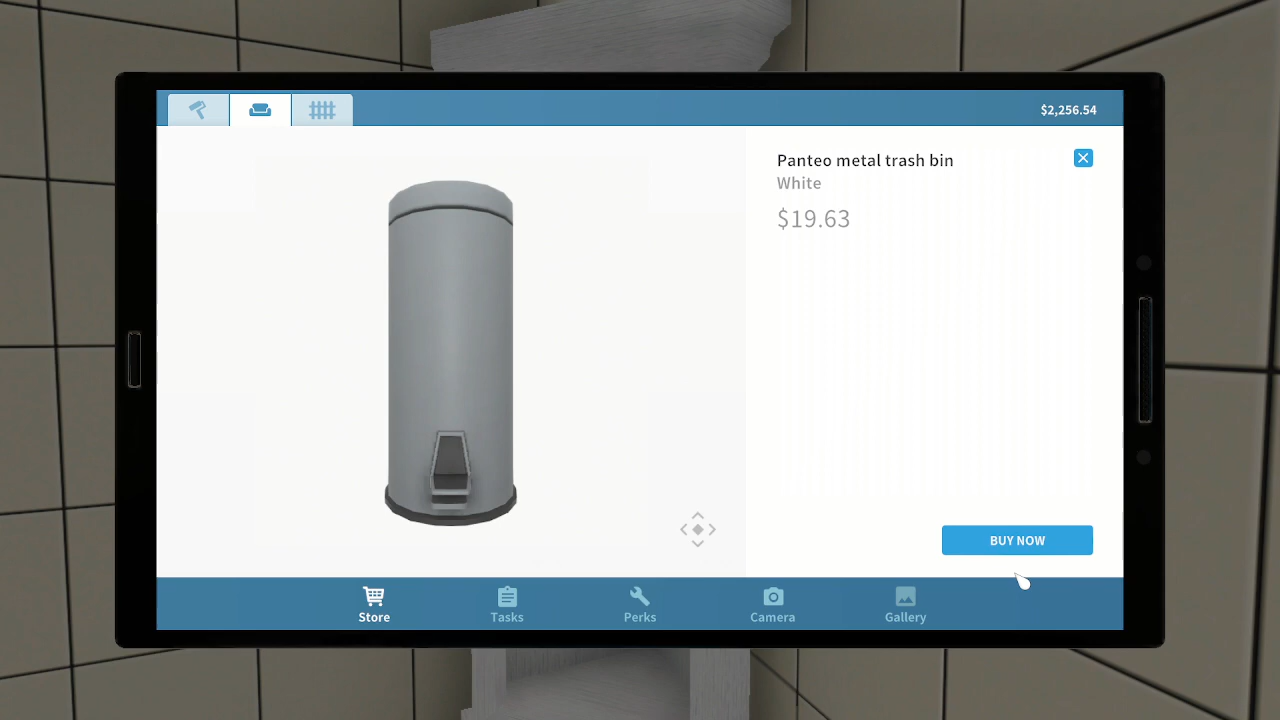 $2,256.54
Panteo metal trash bin
White
$19.63
BUY NOW
Store
Tasks
Perks
Camera
Gallery